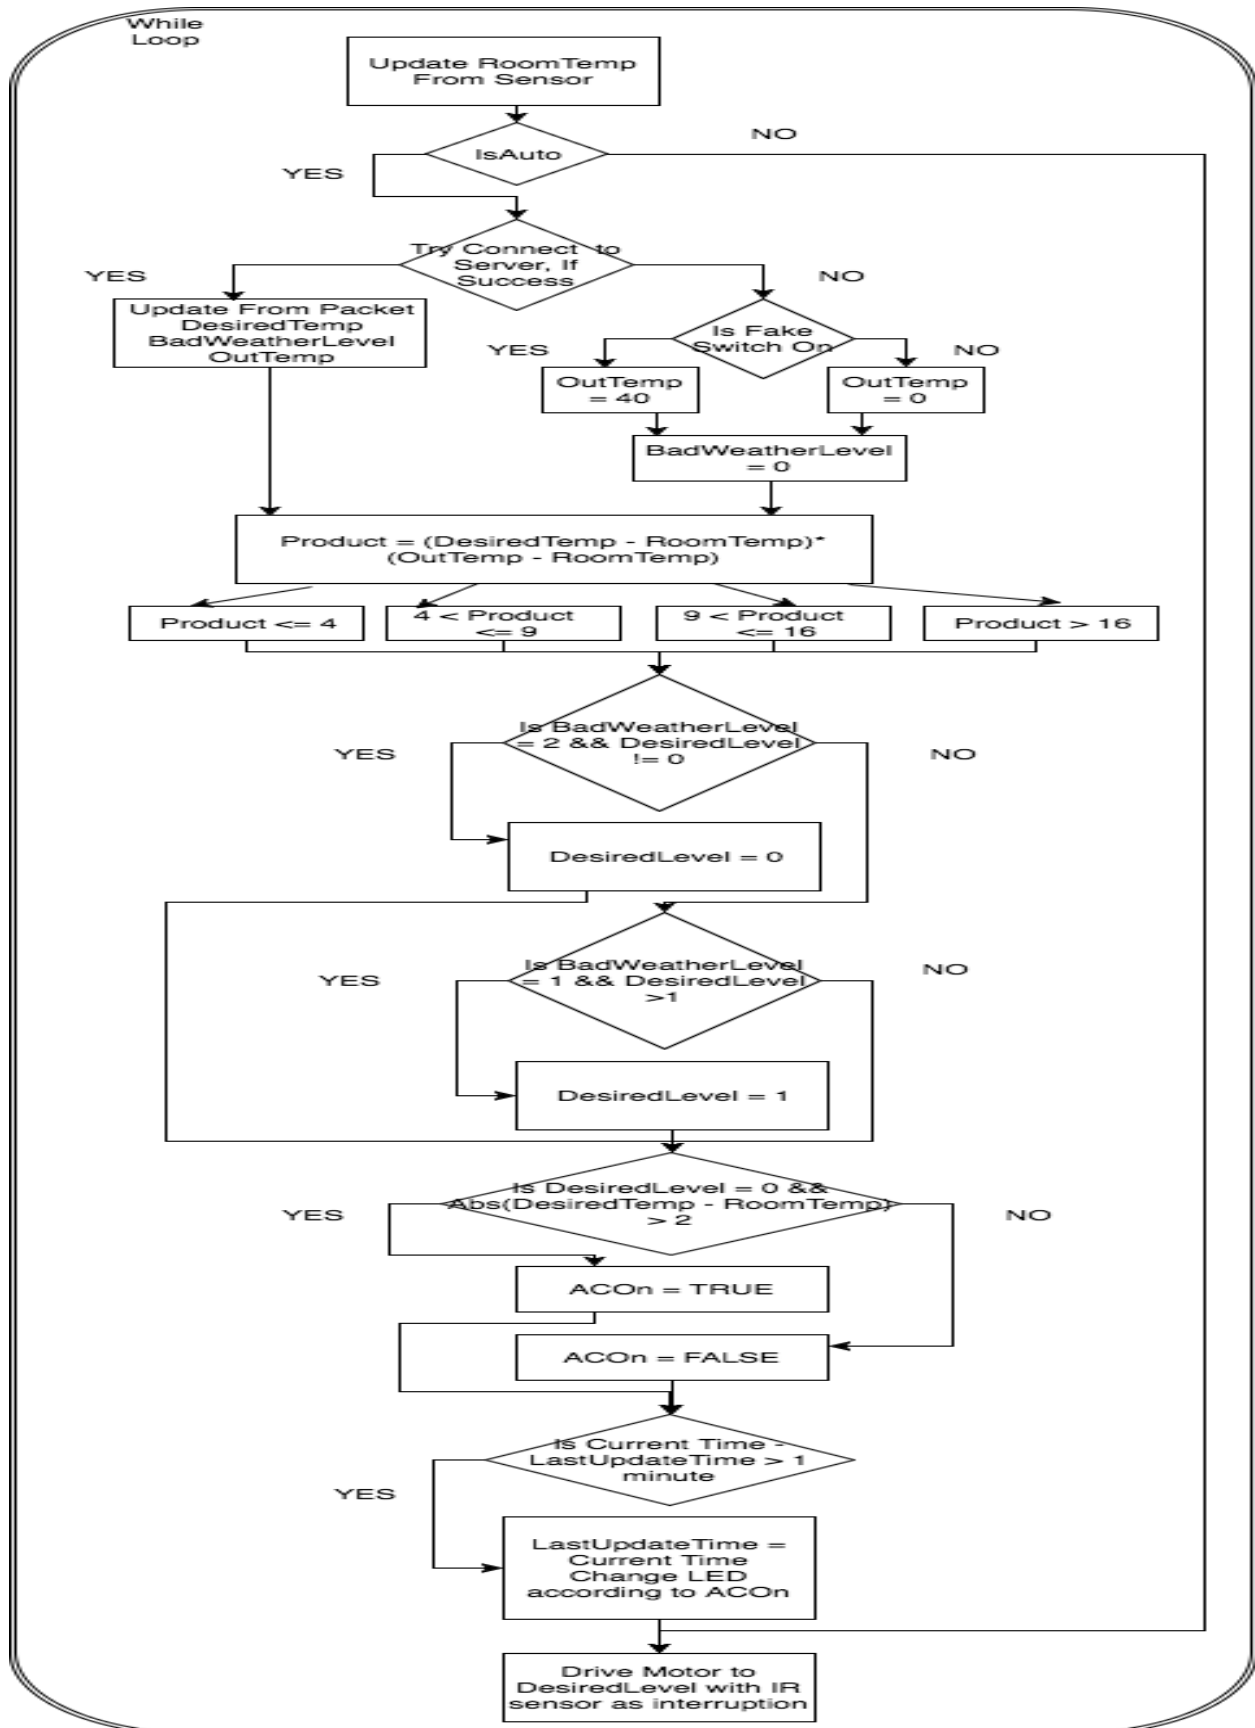 While
Loop
Update RoomTemp
From Sensor
NO
IsAuto
YES
Try Connect to
Server, If
Success
YES
NO
Update From Packet
DesiredTemp
BadWeatherLevel
OutTemp
Is Fake
Switch On
YES
NO
OutTemp
= 40
OutTemp
= 0
BadWeatherLevel
= 0
Product = (DesiredTemp - RoomTemp)*
(OutTemp - RoomTemp)
Product <= 4
4 < Product
<= 9
9 < Product
<= 16
Product > 16
Is BadWeatherLevel
= 2 && DesiredLevel
!= 0
YES
NO
DesiredLevel = 0
Is BadWeatherLevel
= 1 && DesiredLevel
>1
YES
NO
DesiredLevel = 1
Is DesiredLevel = 0 &&
Abs(DesiredTemp - RoomTemp)
> 2
YES
NO
ACOn = TRUE
ACOn = FALSE
Is Current Time -
LastUpdateTime > 1
minute
YES
LastUpdateTime =
Current Time
Change LED
according to ACOn
Drive Motor to
DesiredLevel with IR
sensor as interruption